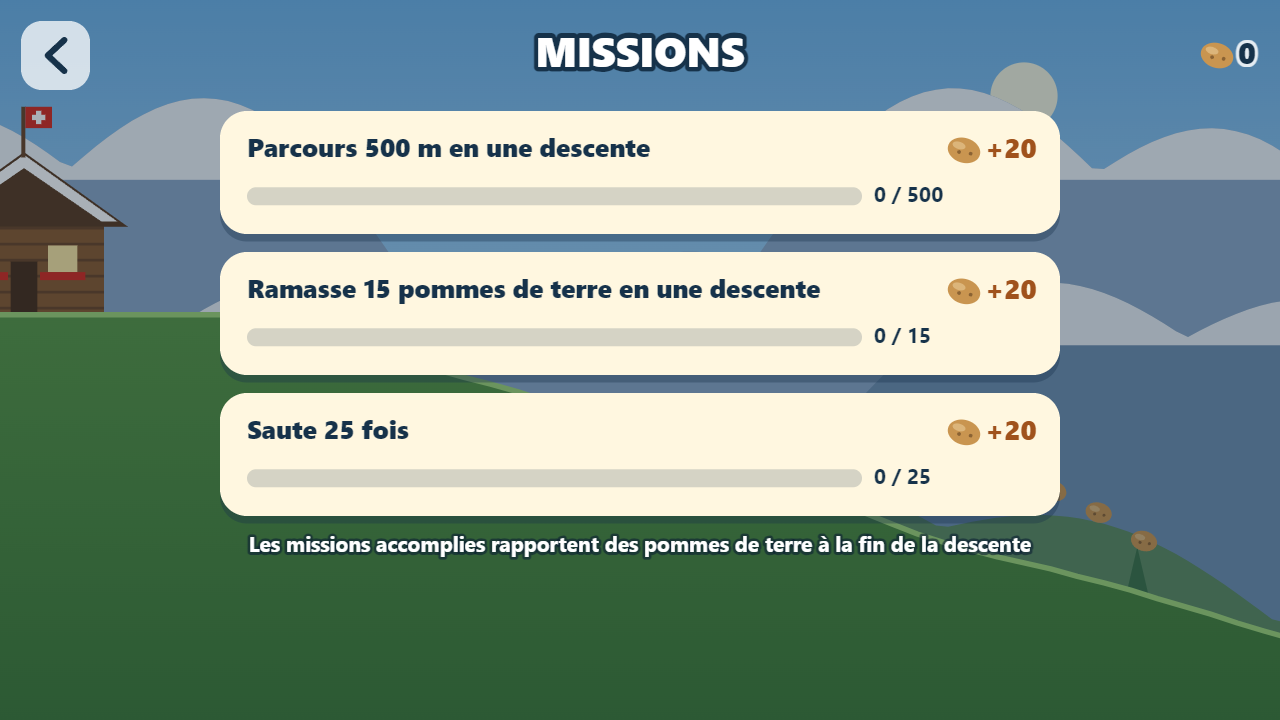 MISSIONS
0
Parcours 500 m en une descente
+20
0 / 500
Ramasse 15 pommes de terre en une descente
+20
0 / 15
Saute 25 fois
+20
0 / 25
Les missions accomplies rapportent des pommes de terre à la fin de la descente